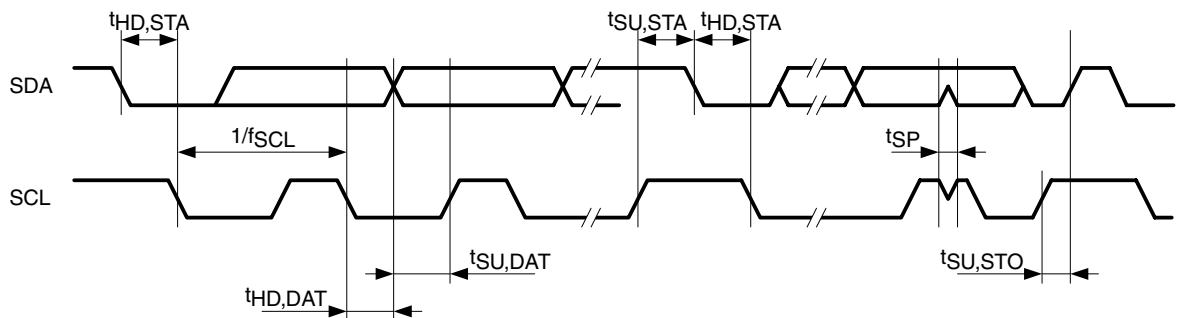 tHD,STA
tSU,STA
tHD,STA
SDA
1/fSCL
tSP
SCL
tSU,DAT
tSU,STO
tHD,DAT